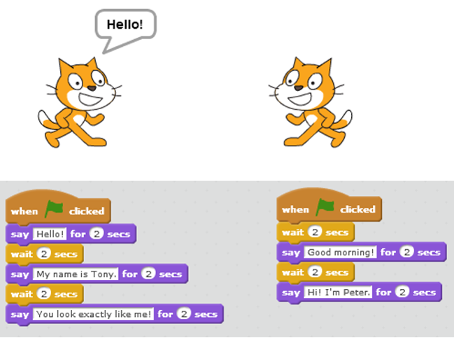 Hello!
when clicked
say Hello! for 2 secs
wait 2 secs
say My name is Tony. for 2 secs
wait 2 secs
say You look exactly like me! for 2 secs
when clicked
wait 2 secs
say Good morning! for 2 secs
wait 2 secs
say Hi! I'm Peter. for 2 secs